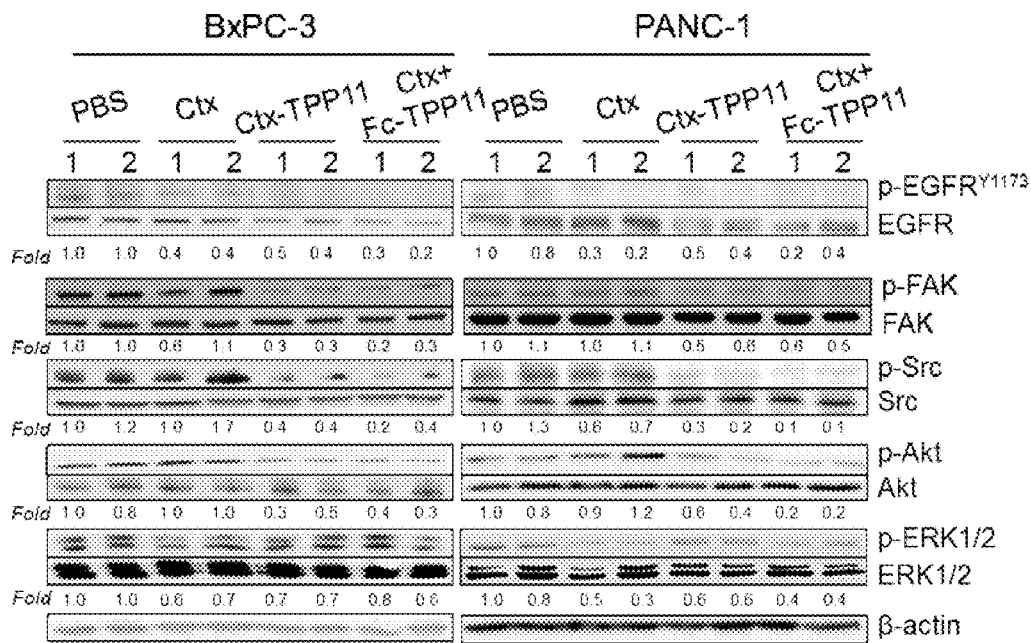 BxPC-3 PANC-1
PBS Ctx Ctx-TPP11 Ctx+ Fc-TPP11 PBS Ctx Ctx-TPP11 Ctx+ Fc-TPP11
1 2 1 2 1 2 1 2 1 2 1 2 1 2 1 2
p-EGFRY1173
EGFR
Fold 1.0 1.0 0.4 0.4 0.5 0.4 0.3 0.2 1.0 0.8 0.3 0.2 0.5 0.4 0.2 0.4
p-FAK
FAK
Fold 1.0 1.0 0.6 1.1 0.3 0.3 0.2 0.3 1.0 1.1 1.0 1.1 0.5 0.6 0.6 0.5
p-Src
Src
Fold 1.0 1.2 1.0 1.7 0.4 0.4 0.2 0.4 1.0 1.3 0.6 0.7 0.3 0.2 0.1 0.1
p-Akt
Akt
Fold 1.0 0.8 1.0 1.0 0.3 0.5 0.4 0.3 1.0 0.8 0.9 1.2 0.6 0.4 0.2 0.2
p-ERK1/2
ERK1/2
Fold 1.0 1.0 0.6 0.7 0.7 0.7 0.8 0.6 1.0 0.8 0.5 0.3 0.6 0.6 0.4 0.4
β-actin